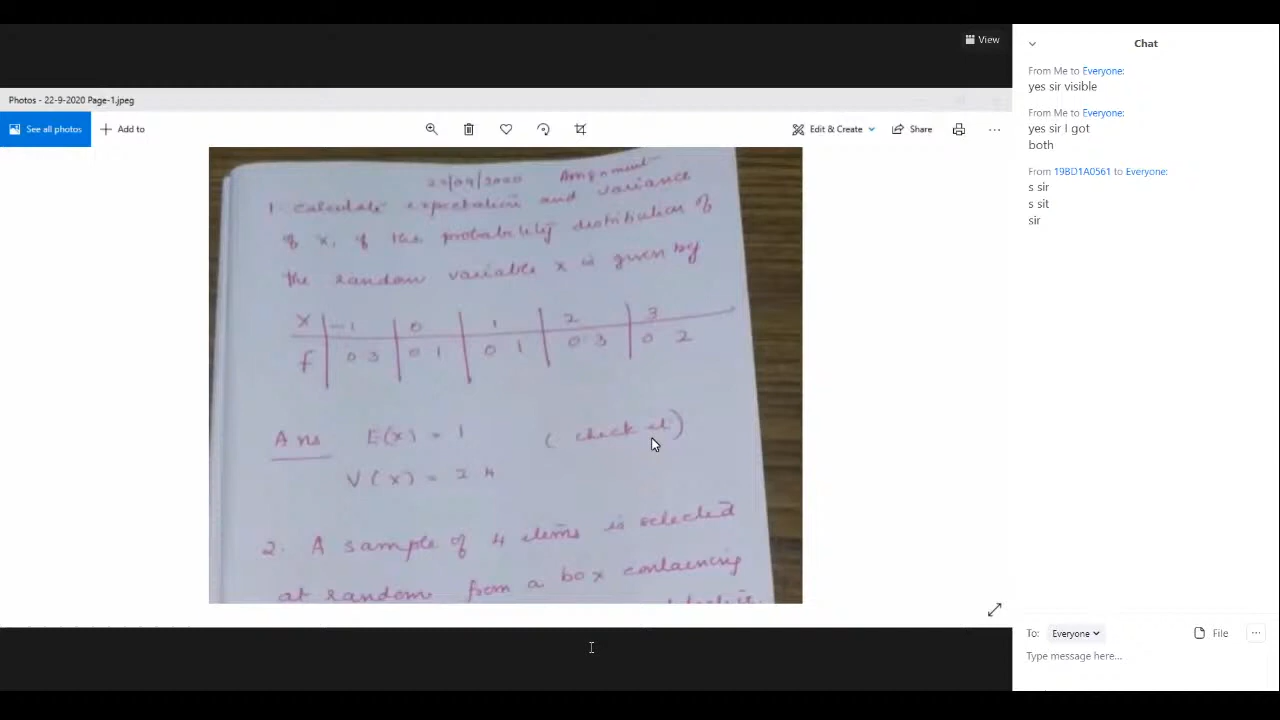 View
Photos - 22-9-2020 Page-1.jpeg
See all photos
Add to
Edit & Create
Share
22/09/2020 Assignment
1. calculate expectation and variance
of x, if the probability distribution of
the random variable x is given by
X -1 0 1 2 3
f 0 3 0 1 0 1 0 3 0 2
Ans E(x) = 1 ( check it )
V(x) = 2 4
2. A sample of 4 items is selected
at random from a box containing
Chat
From Me to Everyone:
yes sir visible
From Me to Everyone:
yes sir I got
both
From 19BD1A0561 to Everyone:
s sir
s sit
sir
To: Everyone
File
Type message here...